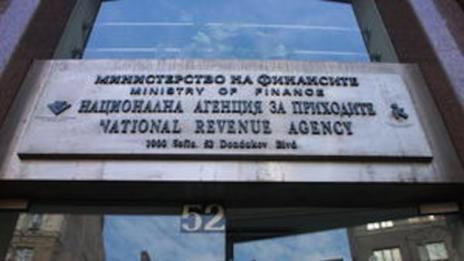 МИНИСТЕРСТВО НА ФИНАНСИТЕ
MINISTRY OF FINANCE
НАЦИОНАЛНА АГЕНЦИЯ ЗА ПРИХОДИТЕ
NATIONAL REVENUE AGENCY
1000 Sofia, 52 Dondukov Blvd
52